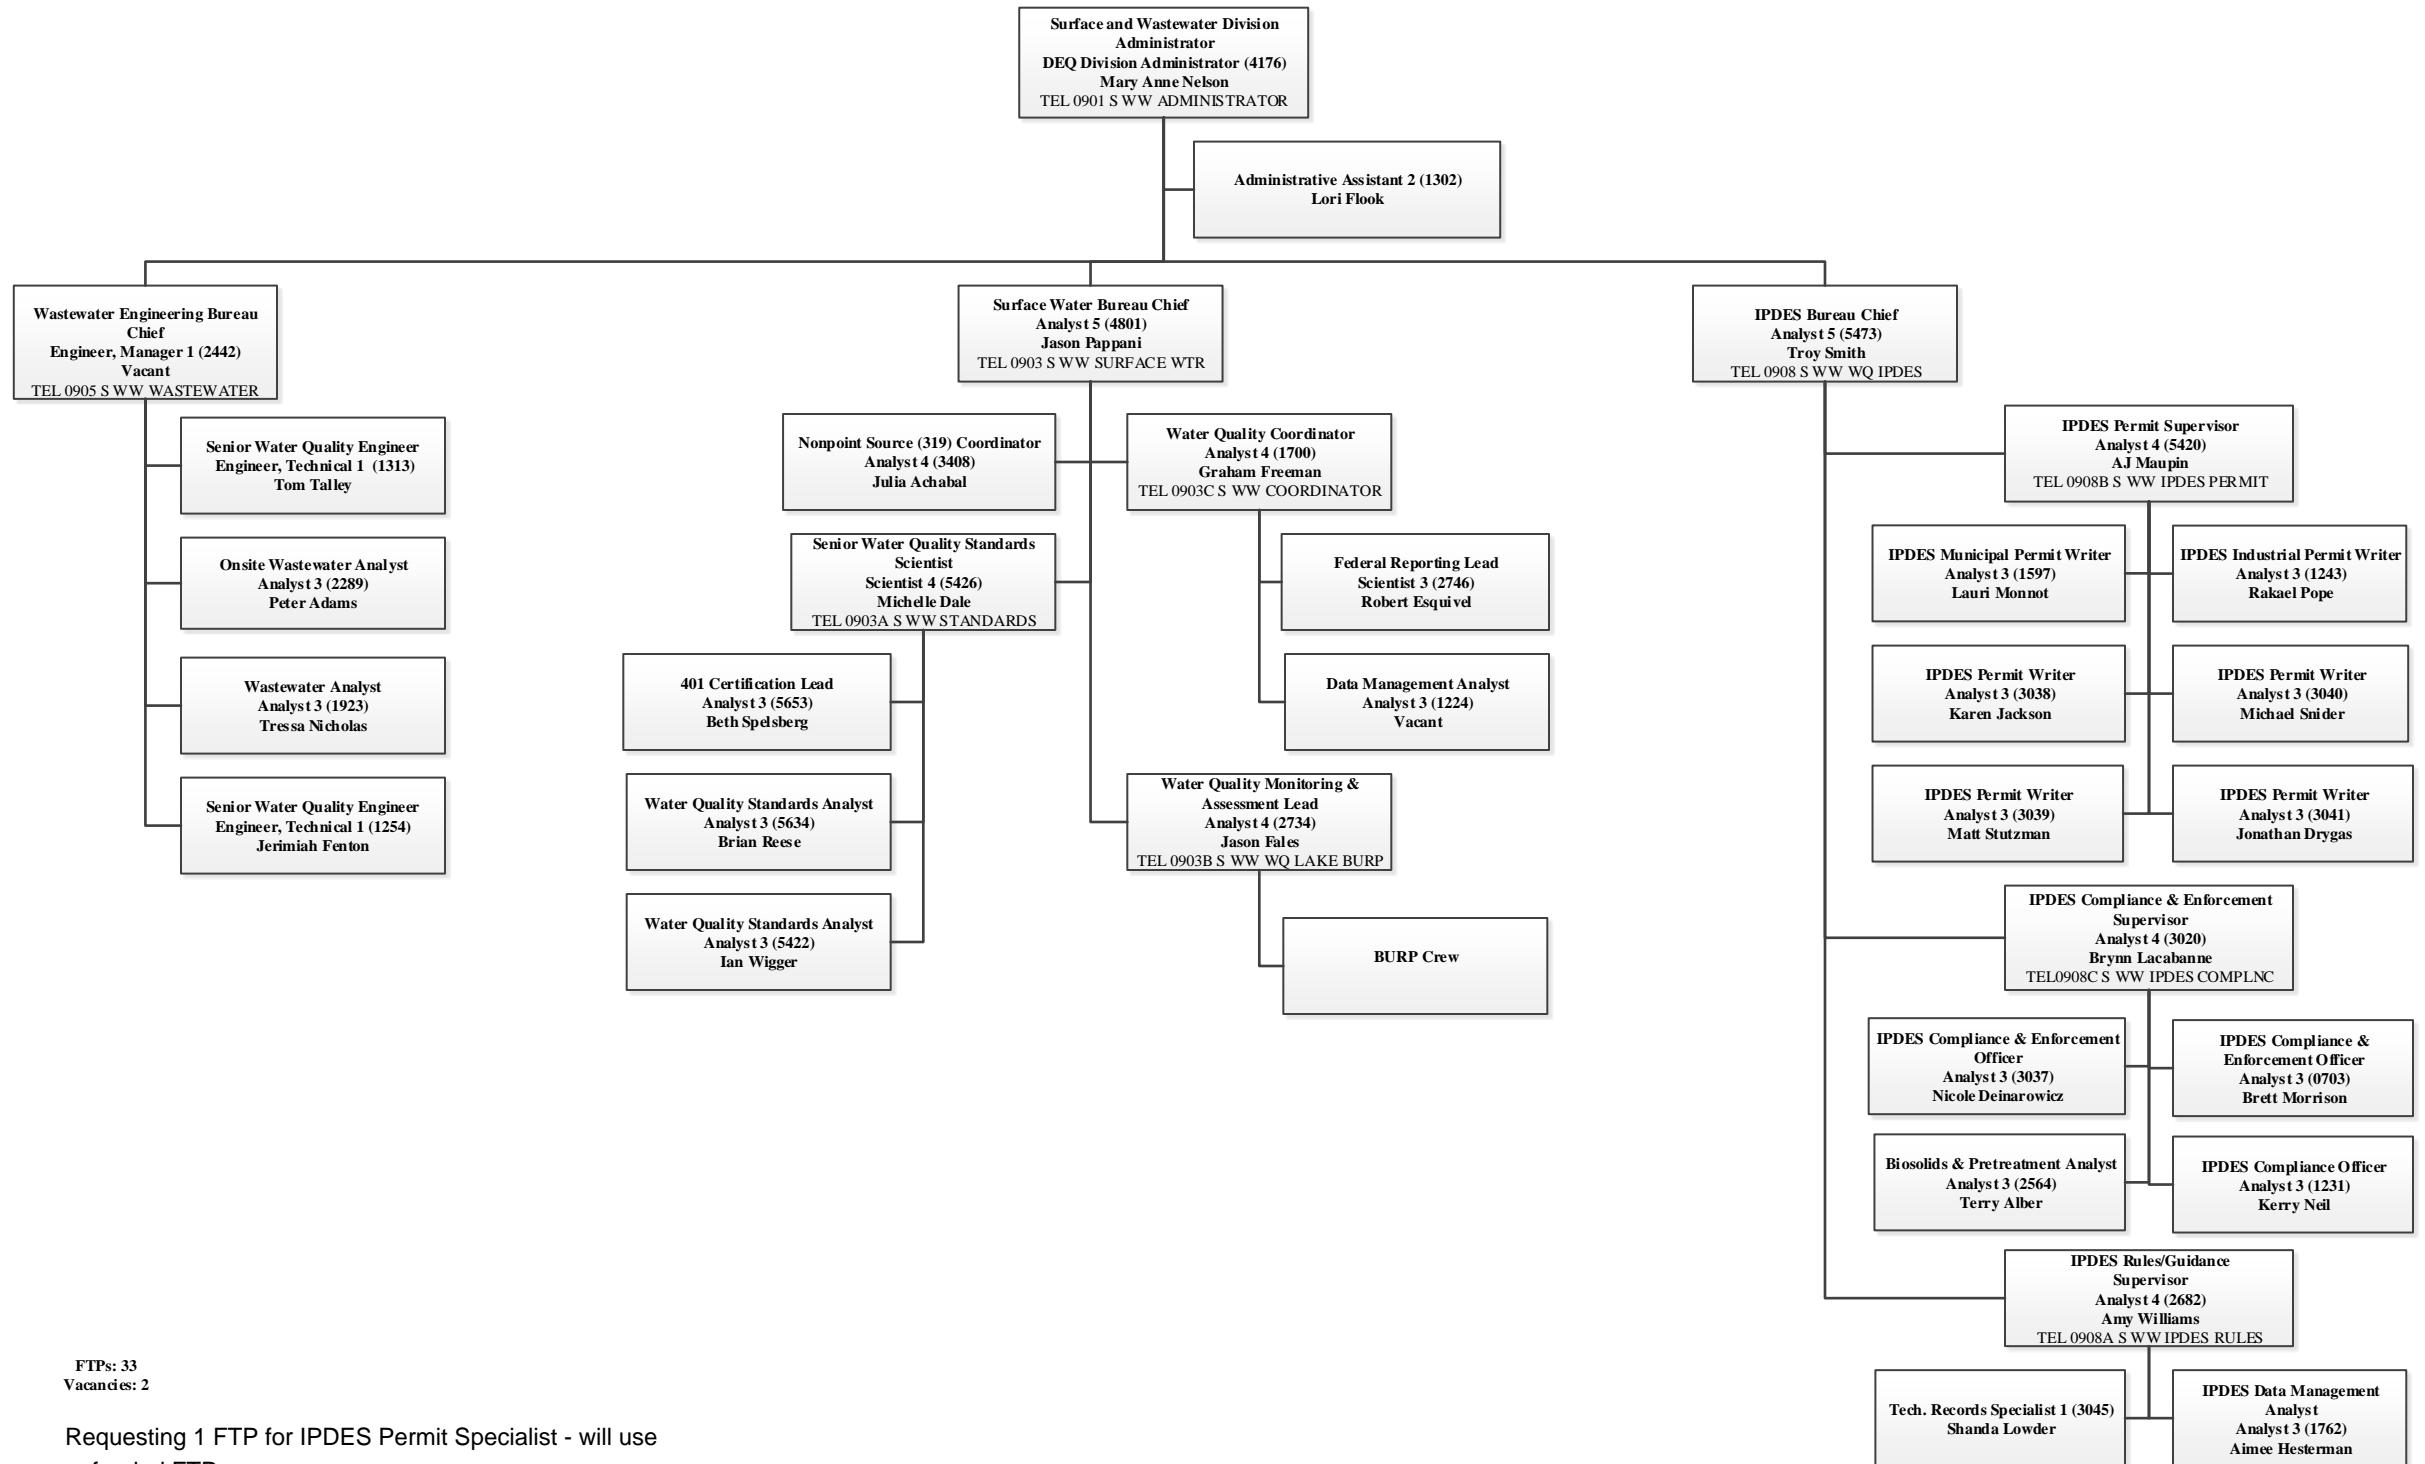 Surface and Wastewater Division
Administrator
DEQ Division Administrator (4176)
Mary Anne Nelson
TEL 0901 S WW ADMINISTRATOR
Administrative Assistant 2 (1302)
Lori Flook
Wastewater Engineering Bureau
Chief
Engineer, Manager 1 (2442)
Vacant
TEL 0905 S WW WASTEWATER
Senior Water Quality Engineer
Engineer, Technical 1 (1313)
Tom Talley
Onsite Wastewater Analyst
Analyst 3 (2289)
Peter Adams
Wastewater Analyst
Analyst 3 (1923)
Tressa Nicholas
Senior Water Quality Engineer
Engineer, Technical 1 (1254)
Jerimiah Fenton
Surface Water Bureau Chief
Analyst 5 (4801)
Jason Pappani
TEL 0903 S WW SURFACE WTR
Nonpoint Source (319) Coordinator
Analyst 4 (3408)
Julia Achabal
Water Quality Coordinator
Analyst 4 (1700)
Graham Freeman
TEL 0903C S WW COORDINATOR
Senior Water Quality Standards
Scientist
Scientist 4 (5426)
Michelle Dale
TEL 0903A S WW STANDARDS
Federal Reporting Lead
Scientist 3 (2746)
Robert Esquivel
401 Certification Lead
Analyst 3 (5653)
Beth Spelsberg
Data Management Analyst
Analyst 3 (1224)
Vacant
Water Quality Standards Analyst
Analyst 3 (5634)
Brian Reese
Water Quality Monitoring &
Assessment Lead
Analyst 4 (2734)
Jason Fales
TEL 0903B S WW WQ LAKE BURP
Water Quality Standards Analyst
Analyst 3 (5422)
Ian Wigger
BURP Crew
IPDES Bureau Chief
Analyst 5 (5473)
Troy Smith
TEL 0908 S WW WQ IPDES
IPDES Permit Supervisor
Analyst 4 (5420)
AJ Maupin
TEL 0908B S WW IPDES PERMIT
IPDES Municipal Permit Writer
Analyst 3 (1597)
Lauri Monnot
IPDES Industrial Permit Writer
Analyst 3 (1243)
Rakael Pope
IPDES Permit Writer
Analyst 3 (3038)
Karen Jackson
IPDES Permit Writer
Analyst 3 (3040)
Michael Snider
IPDES Permit Writer
Analyst 3 (3039)
Matt Stutzman
IPDES Permit Writer
Analyst 3 (3041)
Jonathan Drygas
IPDES Compliance & Enforcement
Supervisor
Analyst 4 (3020)
Brynn Lacabanne
TEL0908C S WW IPDES COMPLNC
IPDES Compliance & Enforcement
Officer
Analyst 3 (3037)
Nicole Deinarowicz
IPDES Compliance &
Enforcement Officer
Analyst 3 (0703)
Brett Morrison
Biosolids & Pretreatment Analyst
Analyst 3 (2564)
Terry Alber
IPDES Compliance Officer
Analyst 3 (1231)
Kerry Neil
IPDES Rules/Guidance
Supervisor
Analyst 4 (2682)
Amy Williams
TEL 0908A S WW IPDES RULES
Tech. Records Specialist 1 (3045)
Shanda Lowder
IPDES Data Management
Analyst
Analyst 3 (1762)
Aimee Hesterman
FTPs: 33
Vacancies: 2
Requesting 1 FTP for IPDES Permit Specialist - will use